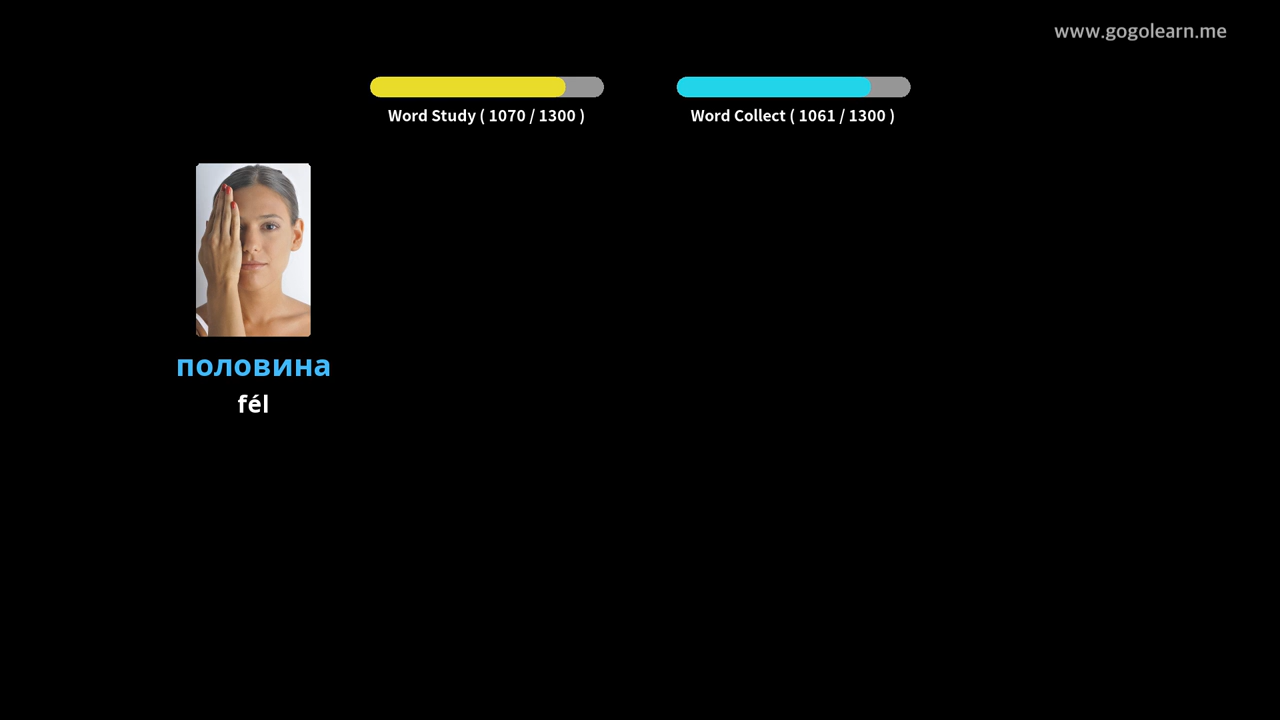 www.gogolearn.me
Word Study ( 1070 / 1300 )
Word Collect ( 1061 / 1300 )
половина
fél